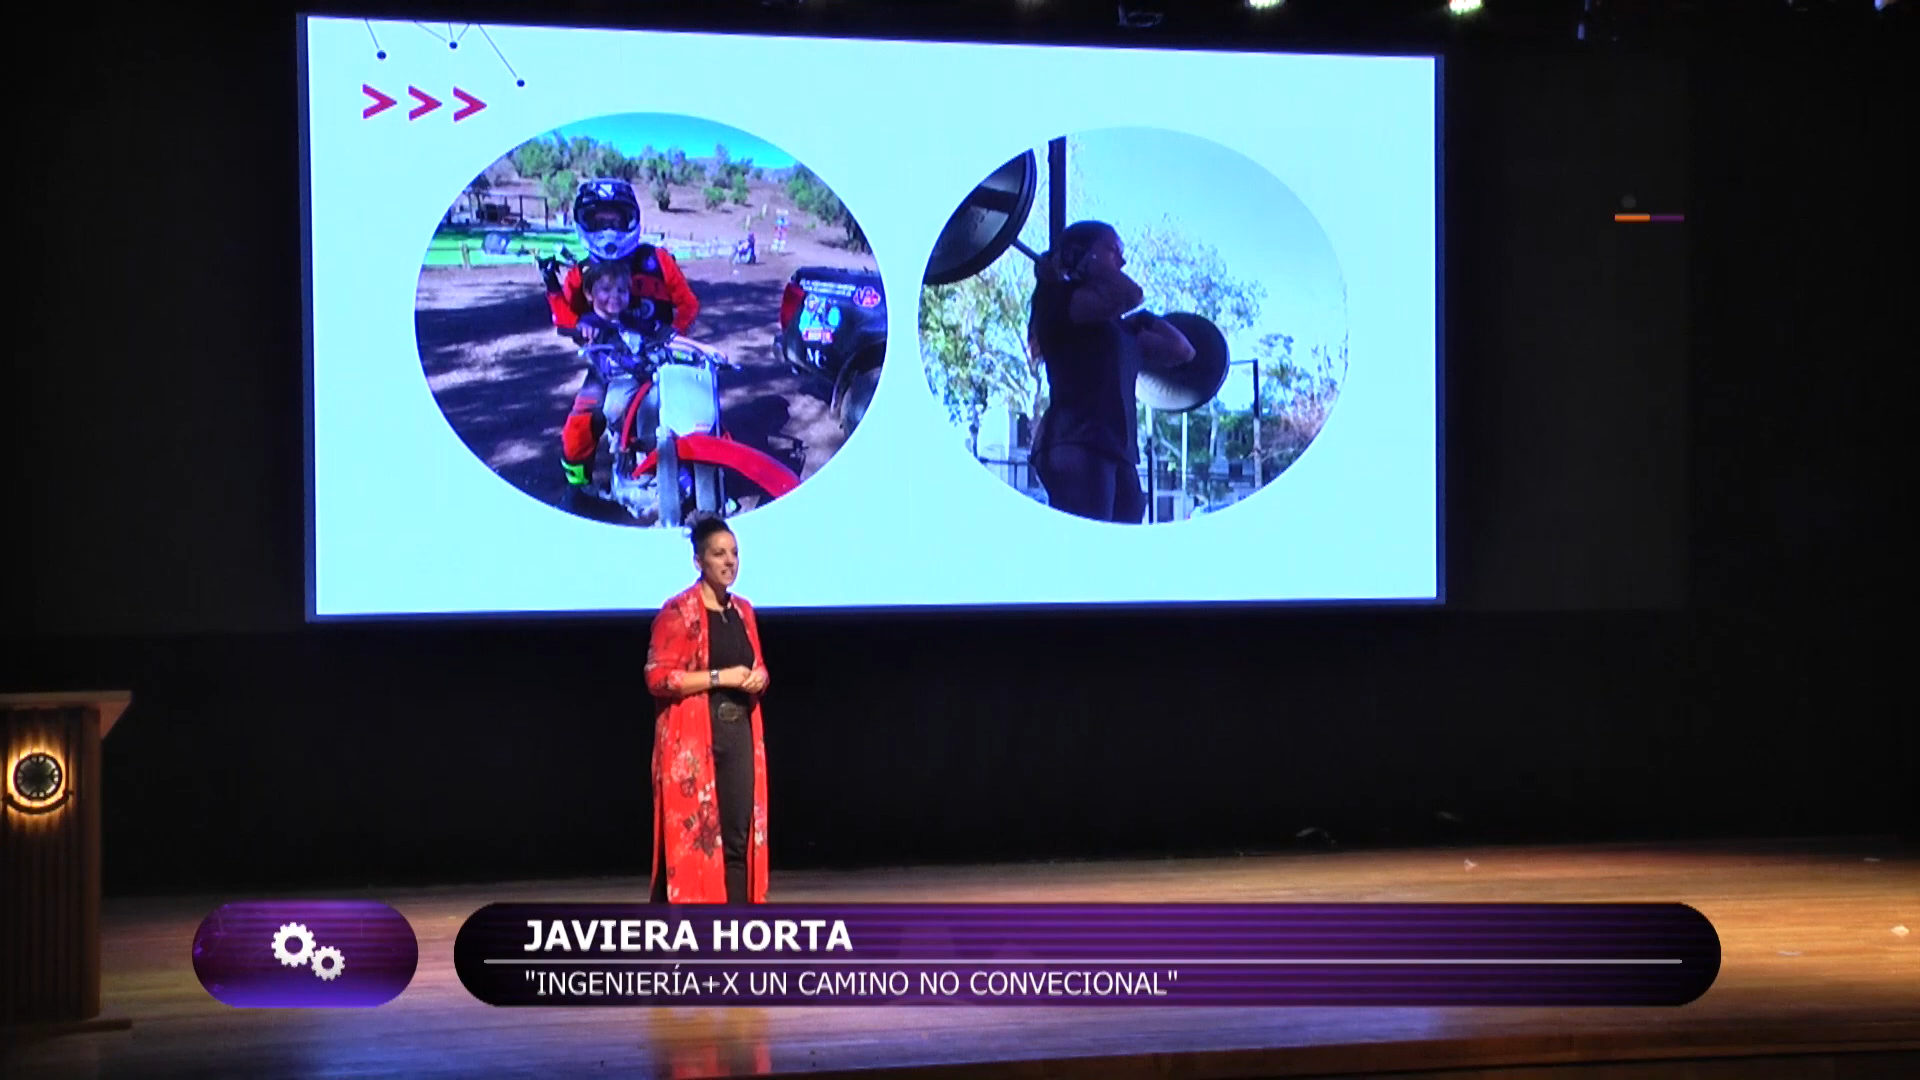 >>>
JAVIERA HORTA
"INGENIERÍA+X UN CAMINO NO CONVECIONAL"